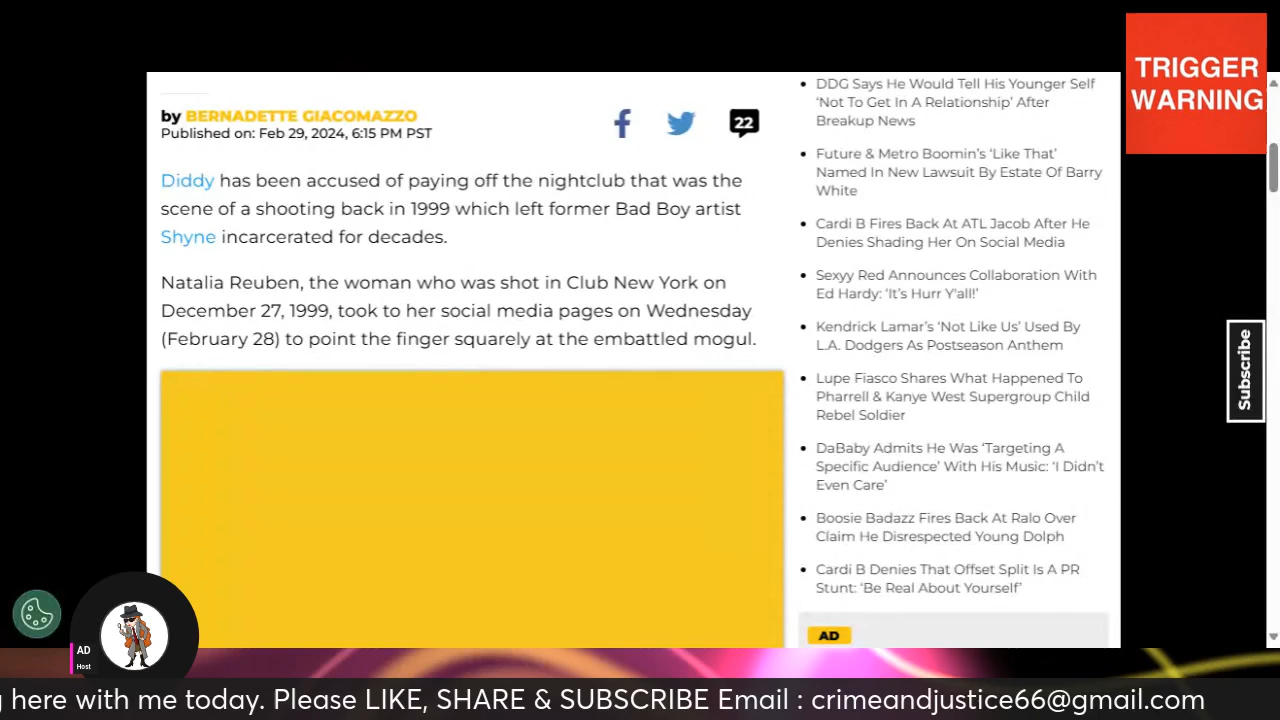 TRIGGER
WARNING
by BERNADETTE GIACOMAZZO
Published on: Feb 29, 2024, 6:15 PM PST
22
Diddy has been accused of paying off the nightclub that was the
scene of a shooting back in 1999 which left former Bad Boy artist
Shyne incarcerated for decades.
Natalia Reuben, the woman who was shot in Club New York on
December 27, 1999, took to her social media pages on Wednesday
(February 28) to point the finger squarely at the embattled mogul.
DDG Says He Would Tell His Younger Self
‘Not To Get In A Relationship’ After
Breakup News
Future & Metro Boomin’s ‘Like That’
Named In New Lawsuit By Estate Of Barry
White
Cardi B Fires Back At ATL Jacob After He
Denies Shading Her On Social Media
Sexyy Red Announces Collaboration With
Ed Hardy: ‘It’s Hurr Y'all!’
Kendrick Lamar’s ‘Not Like Us’ Used By
L.A. Dodgers As Postseason Anthem
Lupe Fiasco Shares What Happened To
Pharrell & Kanye West Supergroup Child
Rebel Soldier
DaBaby Admits He Was ‘Targeting A
Specific Audience’ With His Music: ‘I Didn’t
Even Care’
Boosie Badazz Fires Back At Ralo Over
Claim He Disrespected Young Dolph
Cardi B Denies That Offset Split Is A PR
Stunt: ‘Be Real About Yourself’
AD
Subscribe
AD
Host
here with me today. Please LIKE, SHARE & SUBSCRIBE Email : crimeandjustice66@gmail.com